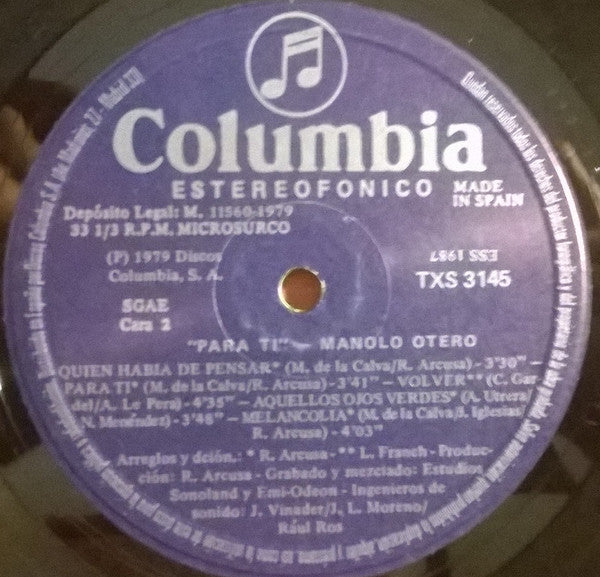 Columbia
ESTEREOFONICO
MADE
IN SPAIN
Depósito Legal: M. 11560-1979
33 1/3 R.P.M. MICROSURCO
(P) 1979 Discos
Columbia, S. A.
ESS 1987
TXS 3145
SGAE
Cara 2
"PARA TI" — MANOLO OTERO
QUIEN HABIA DE PENSAR* (M. de la Calva/R. Arcusa) - 3'30" —
PARA TI* (M. de la Calva/R. Arcusa) - 3'41" — VOLVER** (C. Gar-
del/A. Le Pera) - 4'35" — AQUELLOS OJOS VERDES* (A. Utrera/
N. Menéndez) - 3'48" — MELANCOLIA* (M. de la Calva/J. Iglesias/
R. Arcusa) - 4'03"
Arreglos y dción.: * R. Arcusa - ** L. Franch - Produc-
ción: R. Arcusa - Grabado y mezclado: Estudios
Sonoland y Emi-Odeon - Ingenieros de
sonido: J. Vinader/J. L. Moreno/
Raúl Ros